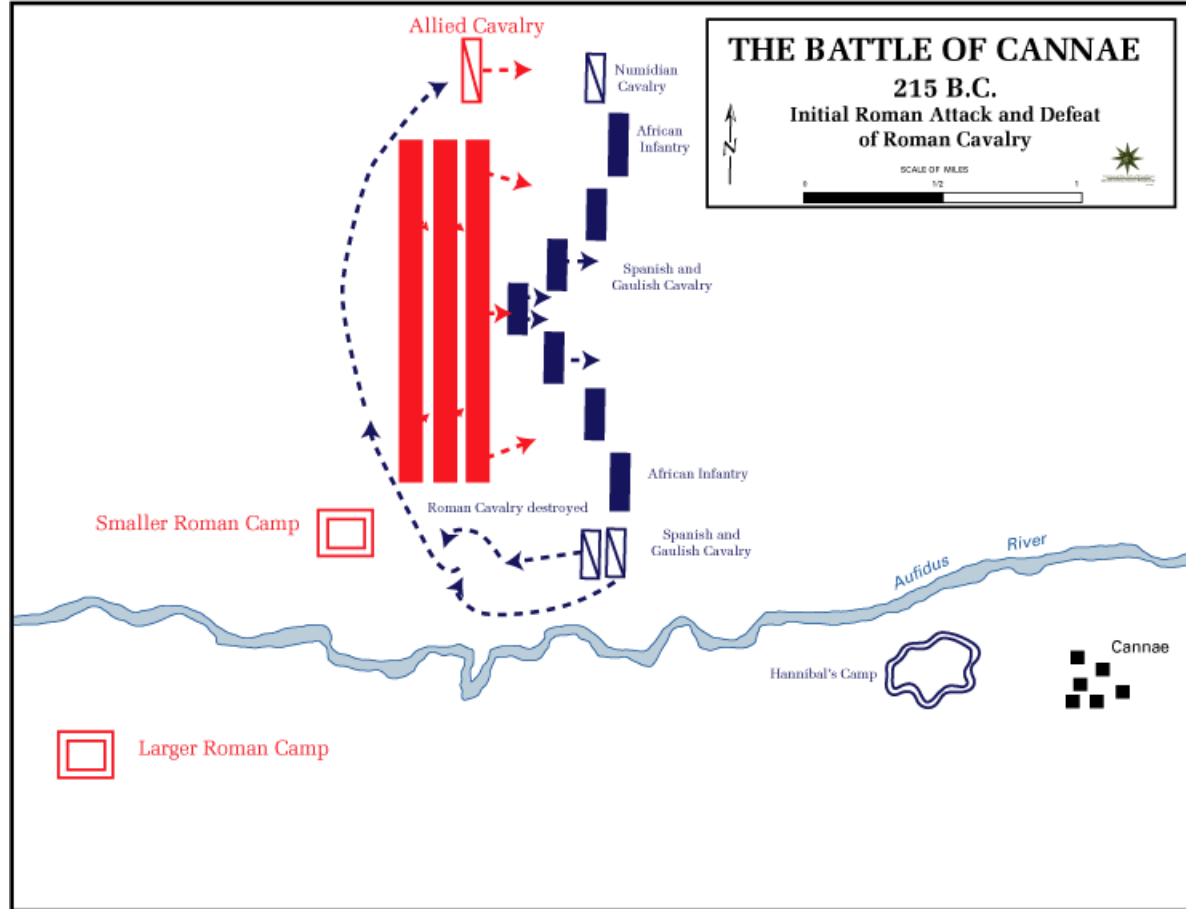 Allied Cavalry
THE BATTLE OF CANNAE
215 B.C.
Initial Roman Attack and Defeat
of Roman Cavalry
N
SCALE OF MILES
0 1/2 1
Numidian
Cavalry
African
Infantry
Spanish and
Gaulish Cavalry
African Infantry
Roman Cavalry destroyed
Smaller Roman Camp
Spanish and
Gaulish Cavalry
Aufidus River
Hannibal's Camp
Cannae
Larger Roman Camp